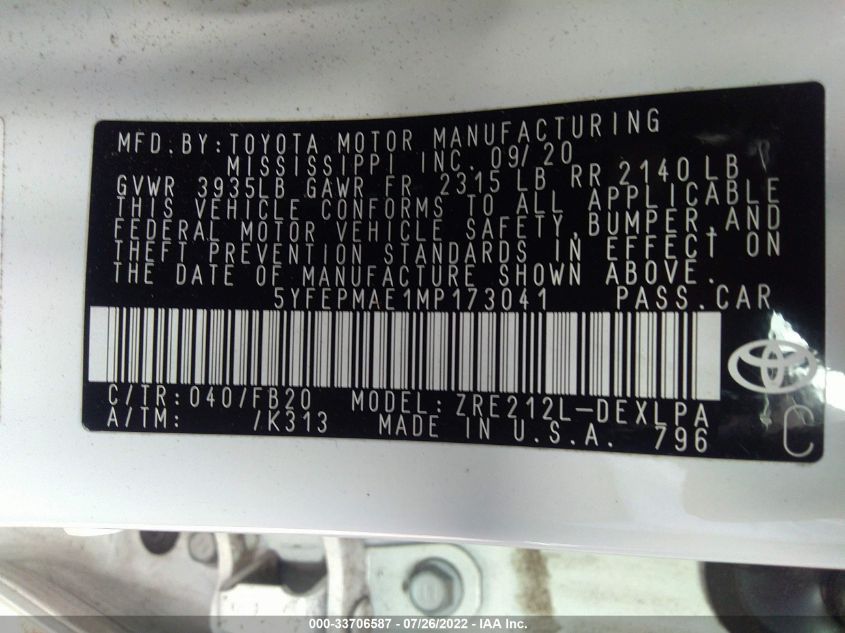 MFD.BY:TOYOTA MOTOR MANUFACTURING
MISSISSIPPI INC. 09/20
GVWR 3935LB GAWR FR 2315 LB RR 2140 LB
THIS VEHICLE CONFORMS TO ALL APPLICABLE
FEDERAL MOTOR VEHICLE SAFETY, BUMPER, AND
THEFT PREVENTION STANDARDS IN EFFECT ON
THE DATE OF MANUFACTURE SHOWN ABOVE.
5YFEPMAE1MP173041 PASS.CAR
C/TR:040/FB20 MODEL:ZRE212L-DEXLPA
A/TM: /K313 MADE IN U.S.A. 796
C
000-33706587 - 07/26/2022 - IAA Inc.